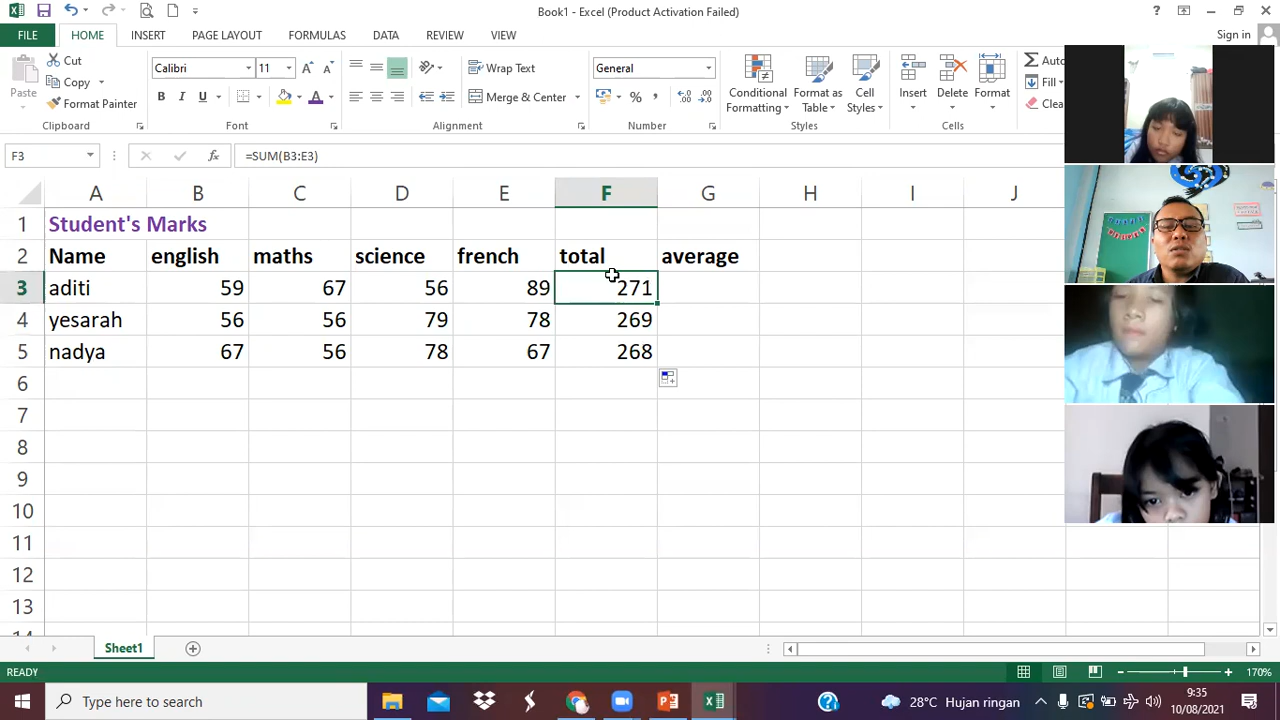 Book1 - Excel (Product Activation Failed)
FILE HOME INSERT PAGE LAYOUT FORMULAS DATA REVIEW VIEW Sign in
Paste Cut Copy Format Painter
Calibri 11 B I U A
Wrap Text Merge & Center
General %
Conditional Formatting Format as Table Cell Styles
Insert Delete Format
Auto
Fill
Clea
Clipboard Font Alignment Number Styles Cells
F3 fx =SUM(B3:E3)
A B C D E F G H I J
1 Student's Marks
2 Name english maths science french total average
3 aditi 59 67 56 89 271
4 yesarah 56 56 79 78 269
5 nadya 67 56 78 67 268
6
7
8
9
10
11
12
13
Sheet1
READY 170%
Type here to search 28°C Hujan ringan 9:35
10/08/2021